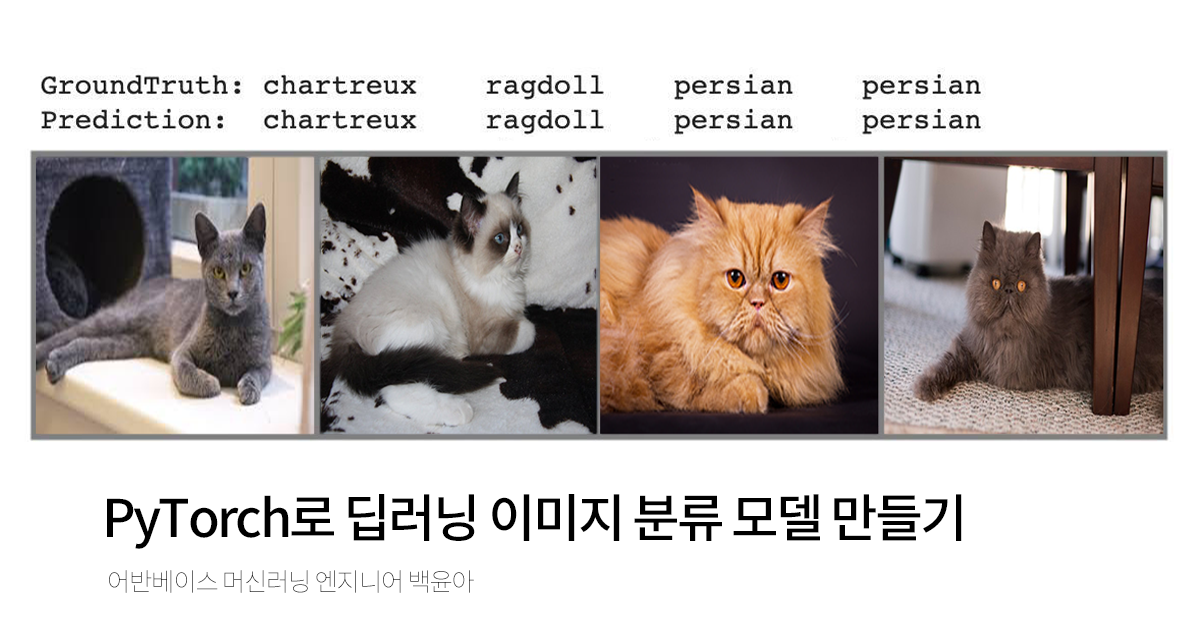 GroundTruth: chartreux ragdoll persian persian
Prediction: chartreux ragdoll persian persian
PyTorch로 딥러닝 이미지 분류 모델 만들기
어반베이스 머신러닝 엔지니어 백윤아